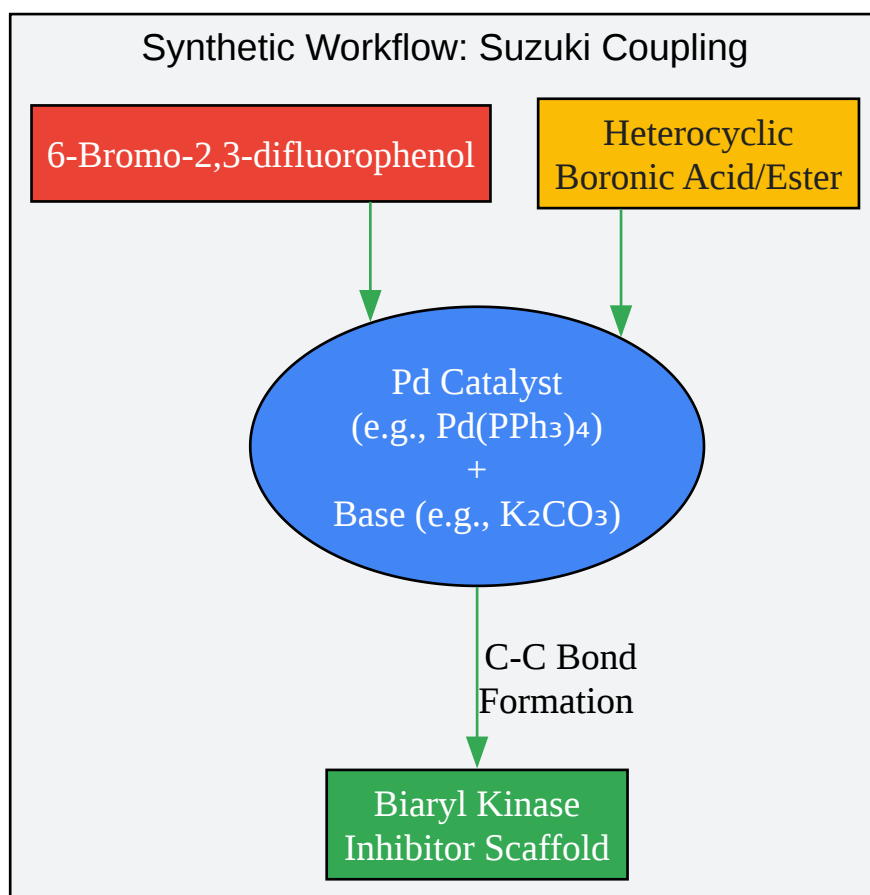 Synthetic Workflow: Suzuki Coupling
6-Bromo-2,3-difluorophenol
Heterocyclic
Boronic Acid/Ester
Pd Catalyst
(e.g., Pd(PPh₃)₄)
+
Base (e.g., K₂CO₃)
C-C Bond
Formation
Biaryl Kinase
Inhibitor Scaffold